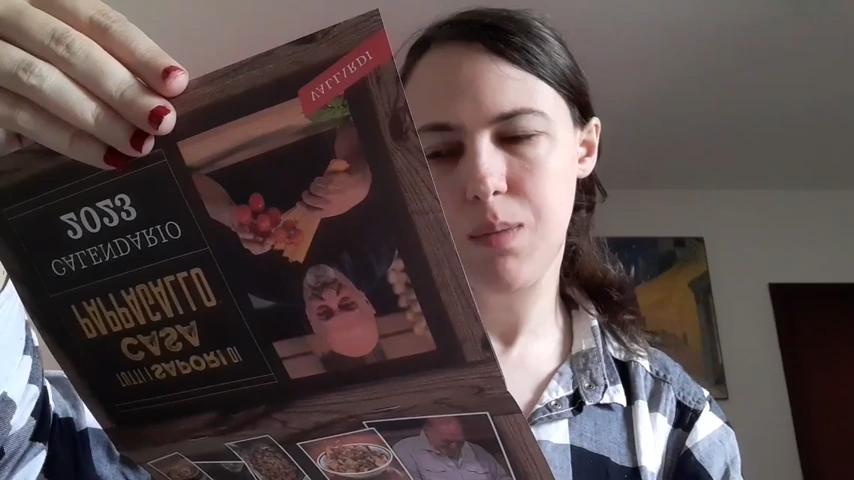 TUTTI I SAPORI DI
CASA
PAPPAGALLO
CALENDARIO
2023
VALLARDI